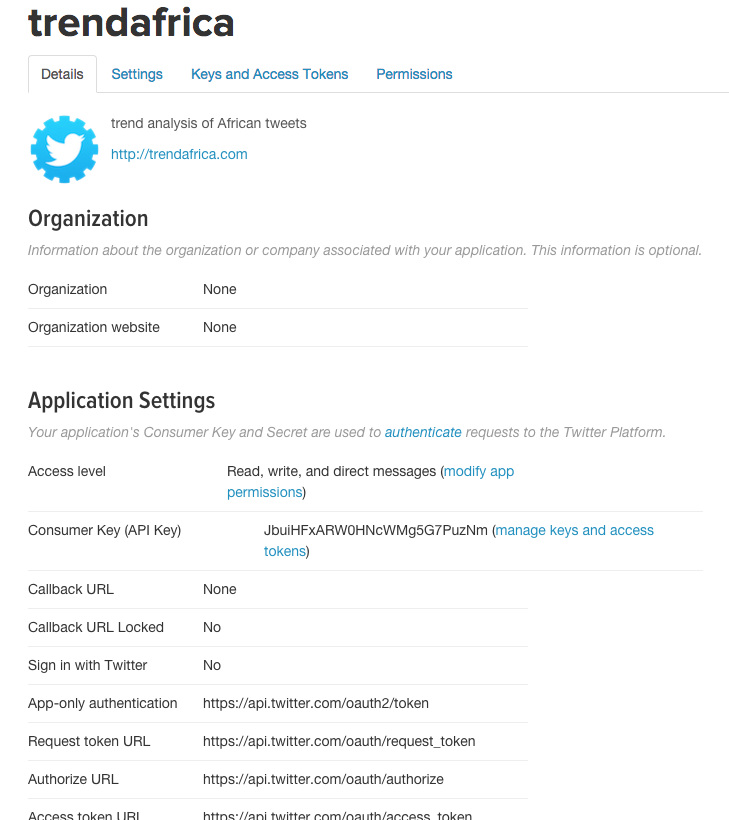 trendafrica
Details Settings Keys and Access Tokens Permissions
trend analysis of African tweets
http://trendafrica.com
Organization
Information about the organization or company associated with your application. This information is optional.
Organization None
Organization website None
Application Settings
Your application's Consumer Key and Secret are used to authenticate requests to the Twitter Platform.
Access level Read, write, and direct messages (modify app
permissions)
Consumer Key (API Key) JbuiHFxARW0HNcWMg5G7PuzNm (manage keys and access
tokens)
Callback URL None
Callback URL Locked No
Sign in with Twitter No
App-only authentication https://api.twitter.com/oauth2/token
Request token URL https://api.twitter.com/oauth/request_token
Authorize URL https://api.twitter.com/oauth/authorize
Access token URL https://api.twitter.com/oauth/access_token